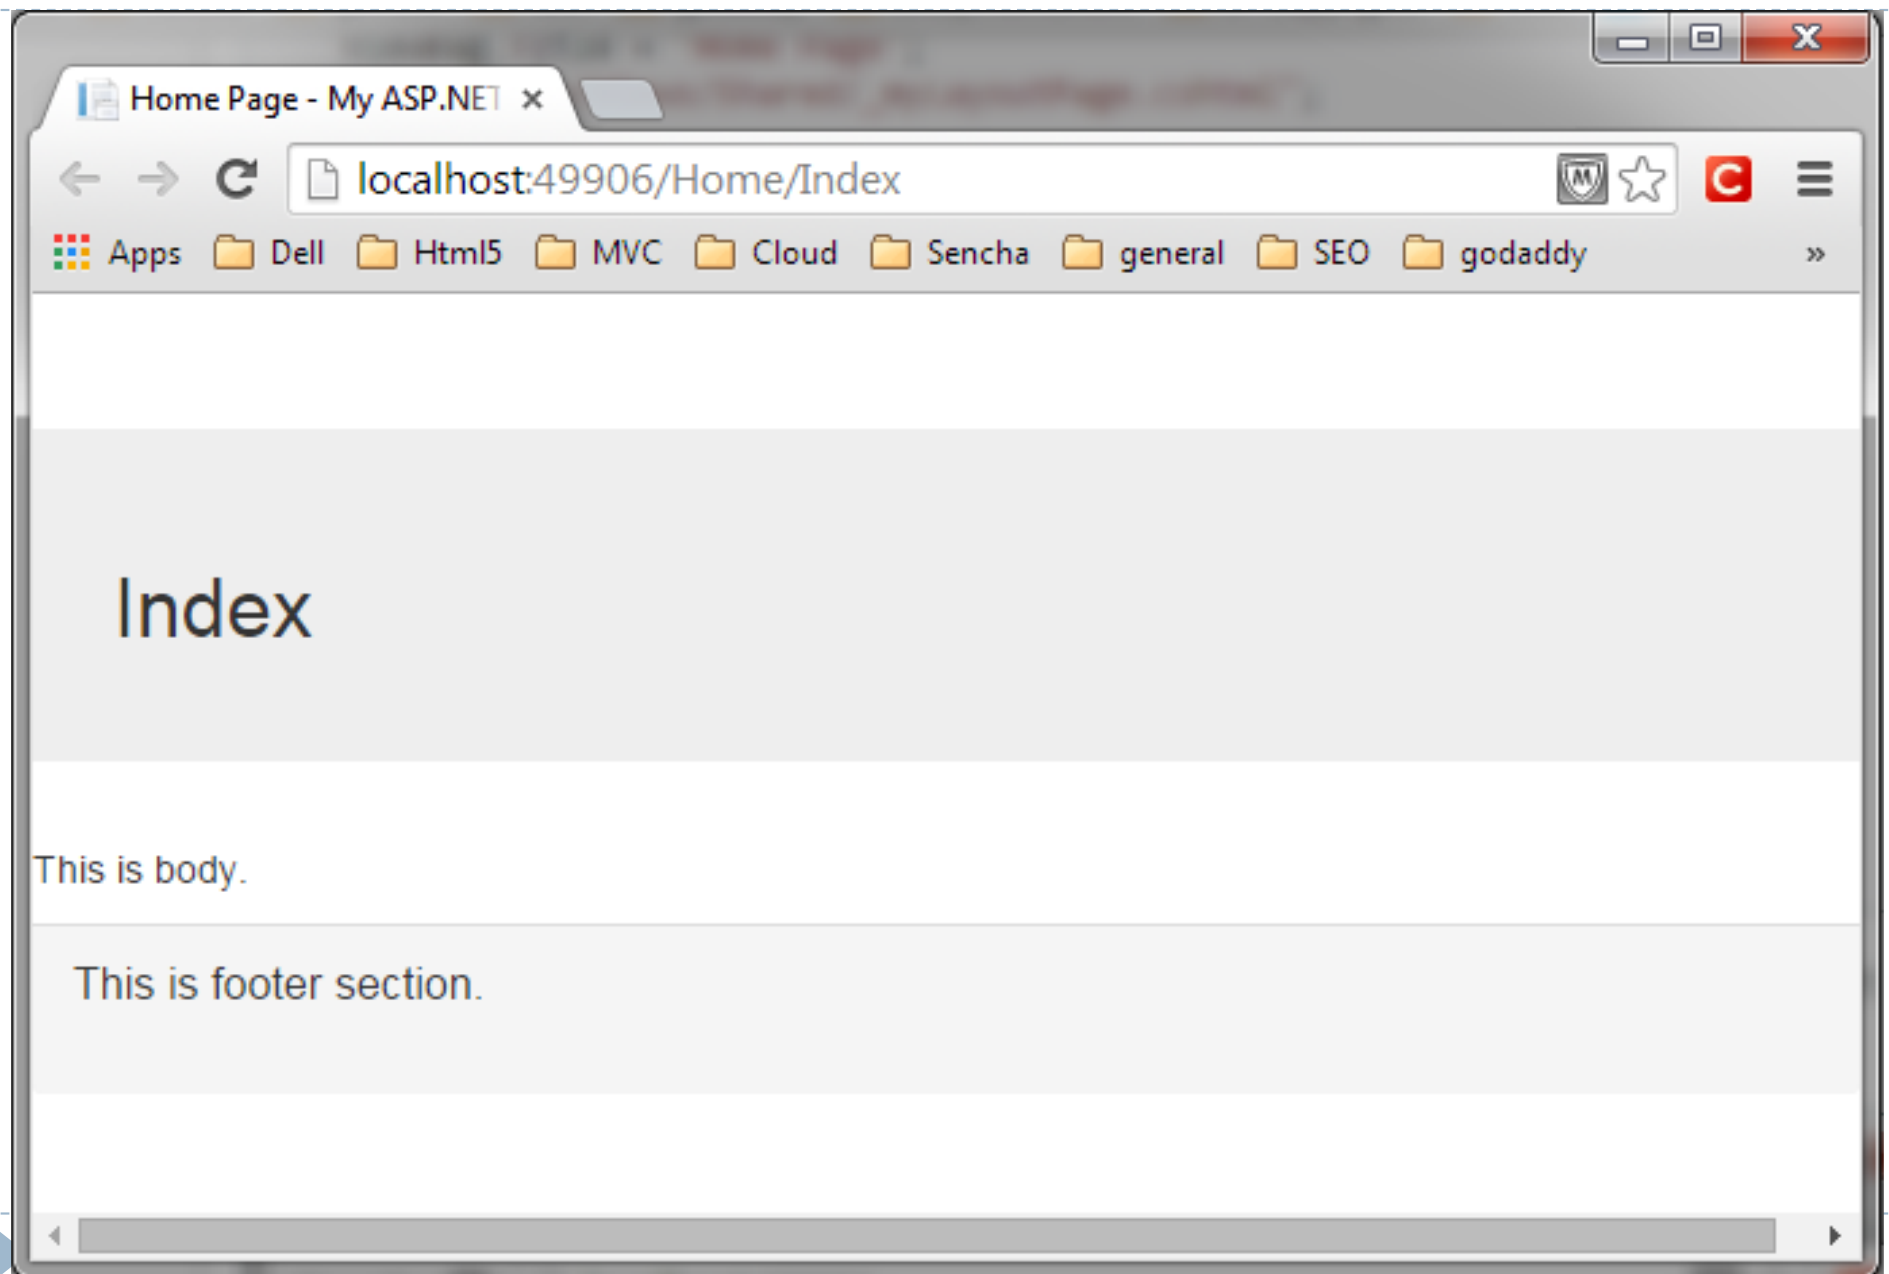 Home Page - My ASP.NET
localhost:49906/Home/Index
Apps Dell Html5 MVC Cloud Sencha general SEO godaddy »
Index
This is body.
This is footer section.